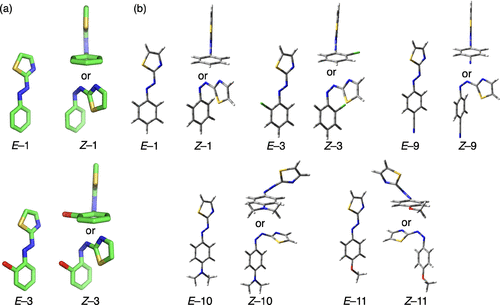 (a)
(b)
or
or
or
or
E–1
Z–1
E–1
Z–1
E–3
Z–3
E–9
Z–9
or
or
or
E–3
Z–3
E–10
Z–10
E–11
Z–11